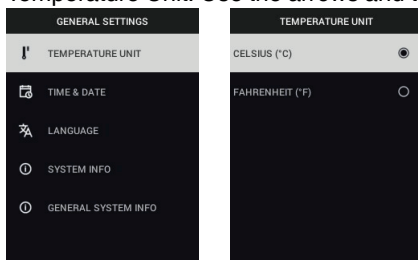 Temperature Unit: Use the arrows and
GENERAL SETTINGS
TEMPERATURE UNIT
TIME & DATE
LANGUAGE
SYSTEM INFO
GENERAL SYSTEM INFO
TEMPERATURE UNIT
CELSIUS (°C)
FAHRENHEIT (°F)